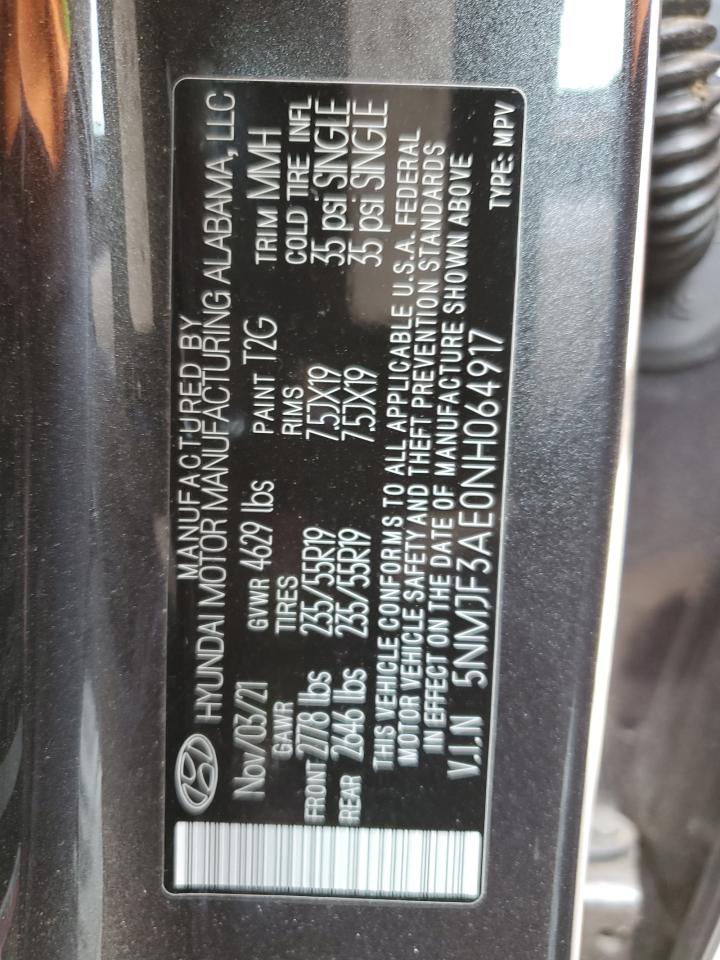 MANUFACTURED BY
HYUNDAI MOTOR MANUFACTURING ALABAMA, LLC
Nov/03/21 GVWR 4629 lbs PAINT T2G TRIM MMH
GAWR TIRES RIMS COLD TIRE INFL
FRONT 2778 lbs 235/55R19 7.5JX19 35 psi SINGLE
REAR 2646 lbs 235/55R19 7.5JX19 35 psi SINGLE
THIS VEHICLE CONFORMS TO ALL APPLICABLE U.S.A. FEDERAL
MOTOR VEHICLE SAFETY AND THEFT PREVENTION STANDARDS
IN EFFECT ON THE DATE OF MANUFACTURE SHOWN ABOVE
V.I.N 5NMJF3AE0NH064917 TYPE: MPV